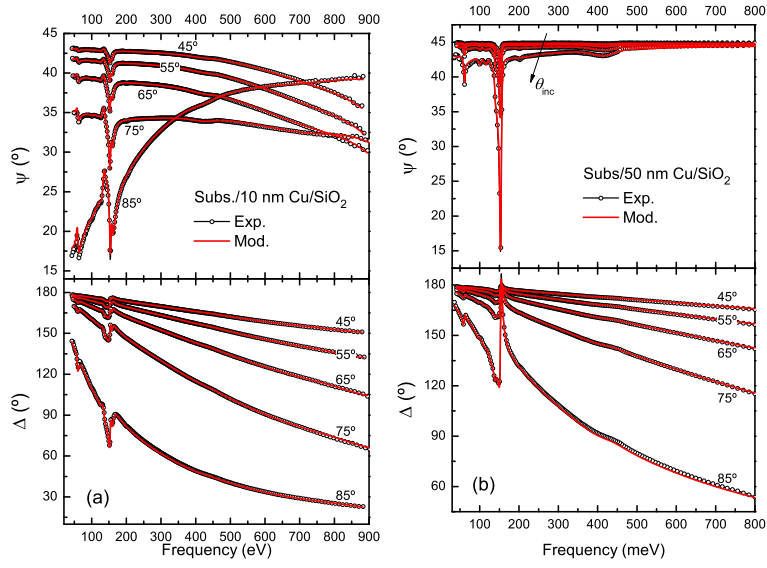 100 200 300 400 500 600 700 800 900
45
40
35
30
25
20
15
ψ (º)
45º
55º
65º
75º
85º
Subs./10 nm Cu/SiO2
Exp.
Mod.
180
150
120
90
60
30
Δ (º)
45º
55º
65º
75º
85º
(a)
100 200 300 400 500 600 700 800 900
Frequency (eV)
100 200 300 400 500 600 700 800
45
40
35
30
25
20
15
ψ (º)
θinc
Subs/50 nm Cu/SiO2
Exp.
Mod.
180
150
120
90
60
Δ (º)
45º
55º
65º
75º
85º
(b)
100 200 300 400 500 600 700 800
Frequency (meV)